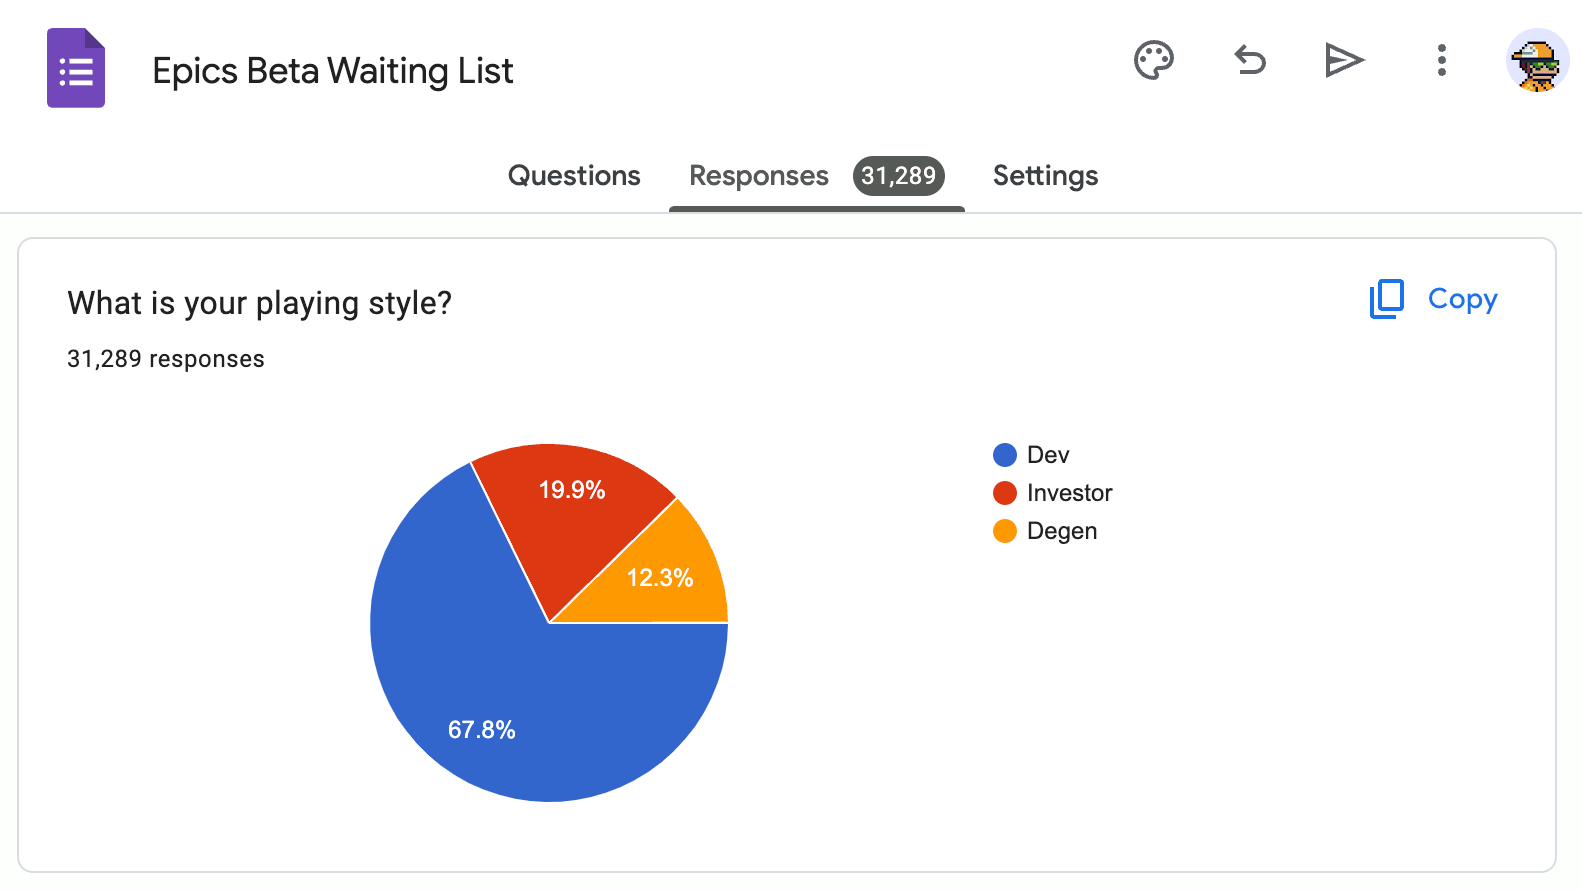 Epics Beta Waiting List
Questions Responses 31,289 Settings
What is your playing style?
Copy
31,289 responses
Dev
Investor
Degen
19.9%
12.3%
67.8%